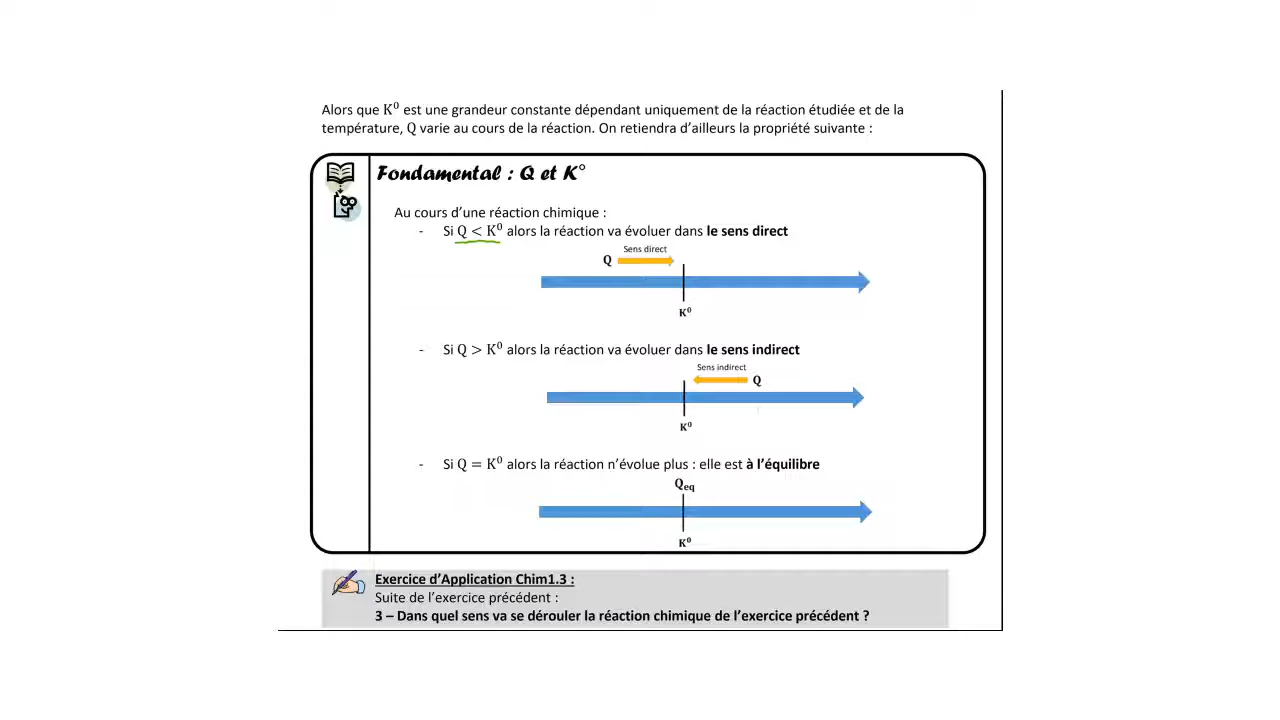 Alors que K⁰ est une grandeur constante dépendant uniquement de la réaction étudiée et de la
température, Q varie au cours de la réaction. On retiendra d’ailleurs la propriété suivante :
Fondamental : Q et K°
Au cours d’une réaction chimique :
- Si Q < K⁰ alors la réaction va évoluer dans le sens direct
Sens direct
Q
K⁰
- Si Q > K⁰ alors la réaction va évoluer dans le sens indirect
Sens indirect
Q
K⁰
- Si Q = K⁰ alors la réaction n’évolue plus : elle est à l’équilibre
Qeq
K⁰
Exercice d’Application Chim1.3 :
Suite de l’exercice précédent :
3 – Dans quel sens va se dérouler la réaction chimique de l’exercice précédent ?